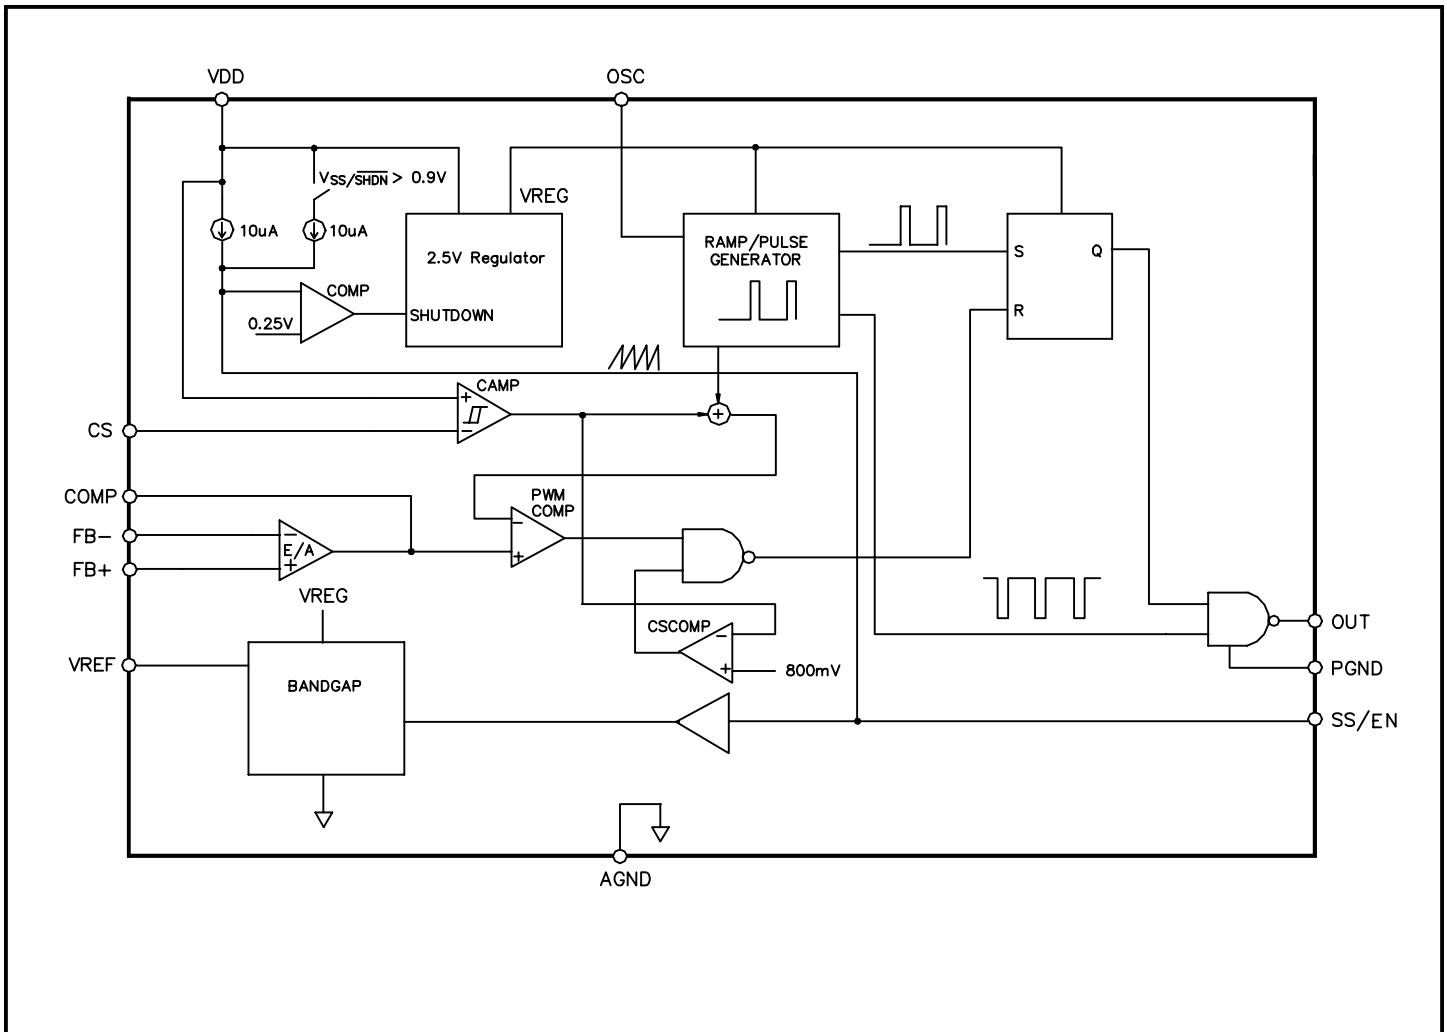 VDD
OSC
VSS/SHDN > 0.9V
VREG
10uA
10uA
2.5V Regulator
RAMP/PULSE
GENERATOR
S
Q
R
COMP
0.25V
SHUTDOWN
CAMP
+
−
+
CS
COMP
PWM
COMP
−
+
FB−
FB+
−
E/A
+
VREG
CSCOMP
−
+
800mV
OUT
VREF
BANDGAP
PGND
SS/EN
AGND